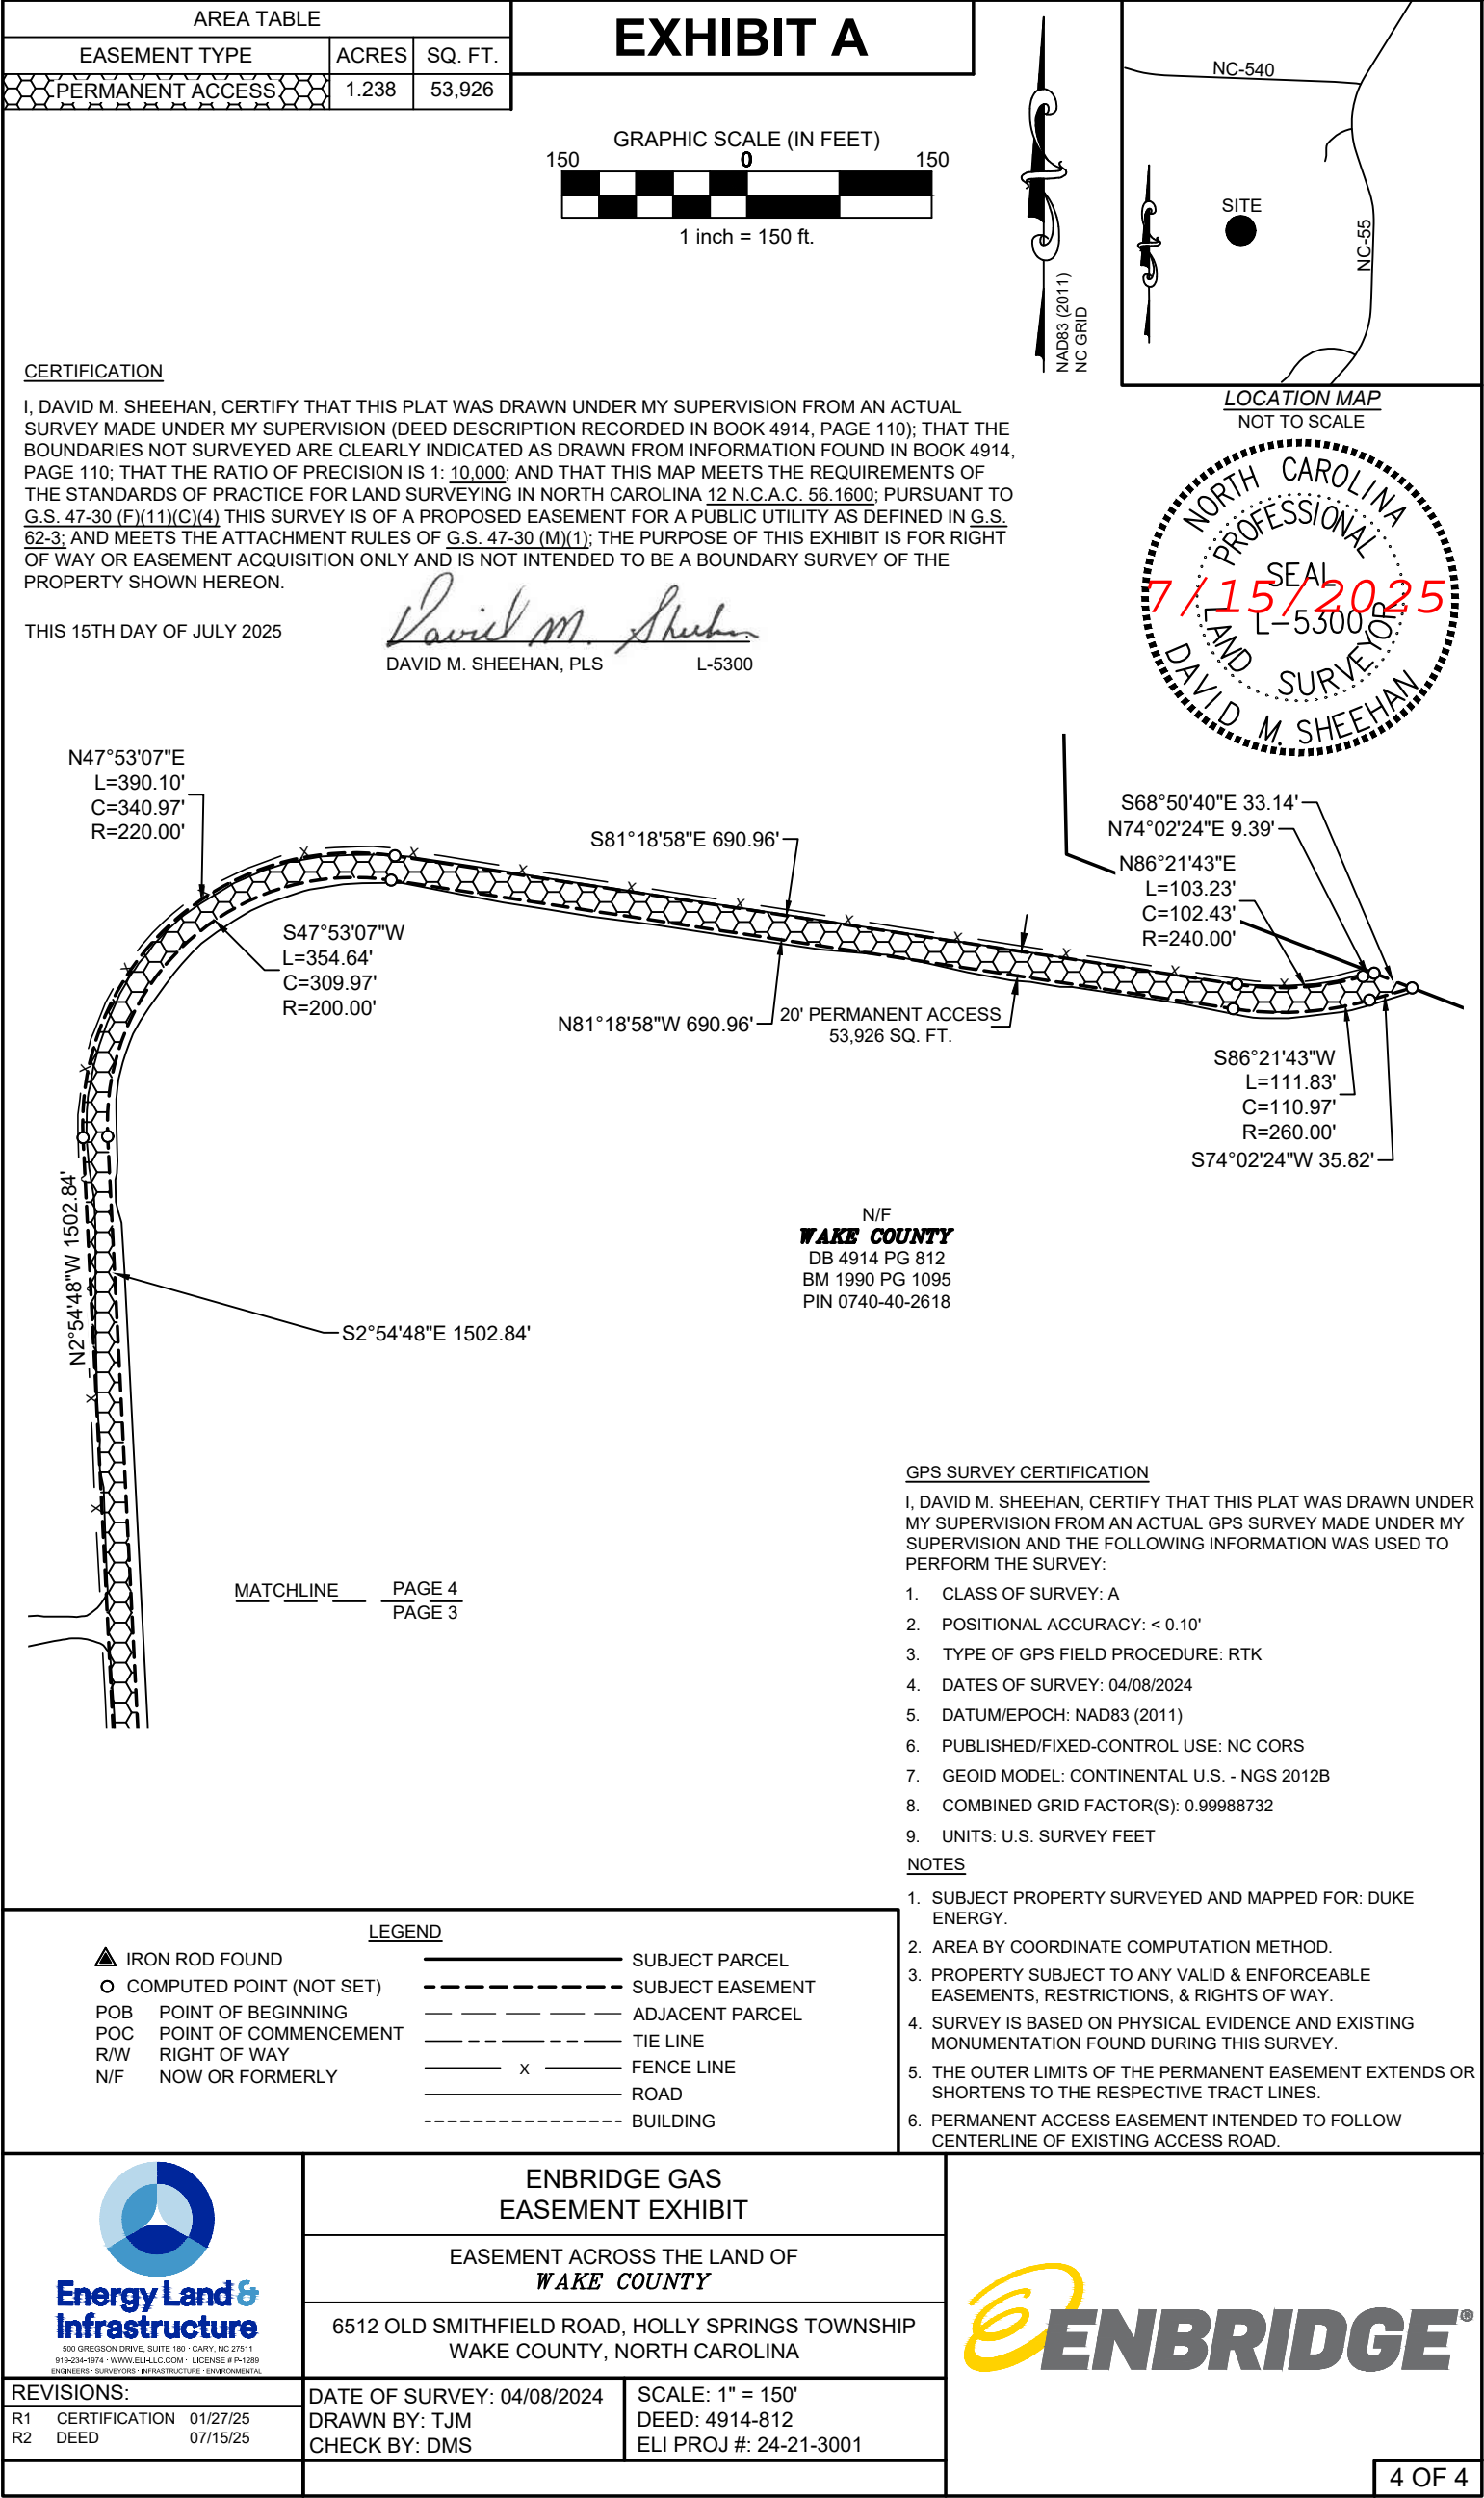 AREA TABLE
EASEMENT TYPE ACRES SQ. FT.
PERMANENT ACCESS 1.238 53,926
EXHIBIT A
GRAPHIC SCALE (IN FEET)
150 0 150
1 inch = 150 ft.
NAD83 (2011)
NC GRID
NC-540
SITE
NC-55
LOCATION MAP
NOT TO SCALE
CERTIFICATION
I, DAVID M. SHEEHAN, CERTIFY THAT THIS PLAT WAS DRAWN UNDER MY SUPERVISION FROM AN ACTUAL
SURVEY MADE UNDER MY SUPERVISION (DEED DESCRIPTION RECORDED IN BOOK 4914, PAGE 110); THAT THE
BOUNDARIES NOT SURVEYED ARE CLEARLY INDICATED AS DRAWN FROM INFORMATION FOUND IN BOOK 4914,
PAGE 110; THAT THE RATIO OF PRECISION IS 1: 10,000; AND THAT THIS MAP MEETS THE REQUIREMENTS OF
THE STANDARDS OF PRACTICE FOR LAND SURVEYING IN NORTH CAROLINA 12 N.C.A.C. 56.1600; PURSUANT TO
G.S. 47-30 (F)(11)(C)(4) THIS SURVEY IS OF A PROPOSED EASEMENT FOR A PUBLIC UTILITY AS DEFINED IN G.S.
62-3; AND MEETS THE ATTACHMENT RULES OF G.S. 47-30 (M)(1); THE PURPOSE OF THIS EXHIBIT IS FOR RIGHT
OF WAY OR EASEMENT ACQUISITION ONLY AND IS NOT INTENDED TO BE A BOUNDARY SURVEY OF THE
PROPERTY SHOWN HEREON.
THIS 15TH DAY OF JULY 2025
David M. Sheehan
DAVID M. SHEEHAN, PLS L-5300
NORTH CAROLINA
PROFESSIONAL
SEAL
7/15/2025
L-5300
LAND SURVEYOR
DAVID M. SHEEHAN
N47°53'07"E
L=390.10'
C=340.97'
R=220.00'
S47°53'07"W
L=354.64'
C=309.97'
R=200.00'
S81°18'58"E 690.96'
N81°18'58"W 690.96'
20' PERMANENT ACCESS
53,926 SQ. FT.
S68°50'40"E 33.14'
N74°02'24"E 9.39'
N86°21'43"E
L=103.23'
C=102.43'
R=240.00'
S86°21'43"W
L=111.83'
C=110.97'
R=260.00'
S74°02'24"W 35.82'
N2°54'48"W 1502.84'
S2°54'48"E 1502.84'
N/F
WAKE COUNTY
DB 4914 PG 812
BM 1990 PG 1095
PIN 0740-40-2618
MATCHLINE PAGE 4
PAGE 3
GPS SURVEY CERTIFICATION
I, DAVID M. SHEEHAN, CERTIFY THAT THIS PLAT WAS DRAWN UNDER
MY SUPERVISION FROM AN ACTUAL GPS SURVEY MADE UNDER MY
SUPERVISION AND THE FOLLOWING INFORMATION WAS USED TO
PERFORM THE SURVEY:
1. CLASS OF SURVEY: A
2. POSITIONAL ACCURACY: < 0.10'
3. TYPE OF GPS FIELD PROCEDURE: RTK
4. DATES OF SURVEY: 04/08/2024
5. DATUM/EPOCH: NAD83 (2011)
6. PUBLISHED/FIXED-CONTROL USE: NC CORS
7. GEOID MODEL: CONTINENTAL U.S. - NGS 2012B
8. COMBINED GRID FACTOR(S): 0.99988732
9. UNITS: U.S. SURVEY FEET
NOTES
1. SUBJECT PROPERTY SURVEYED AND MAPPED FOR: DUKE
ENERGY.
2. AREA BY COORDINATE COMPUTATION METHOD.
3. PROPERTY SUBJECT TO ANY VALID & ENFORCEABLE
EASEMENTS, RESTRICTIONS, & RIGHTS OF WAY.
4. SURVEY IS BASED ON PHYSICAL EVIDENCE AND EXISTING
MONUMENTATION FOUND DURING THIS SURVEY.
5. THE OUTER LIMITS OF THE PERMANENT EASEMENT EXTENDS OR
SHORTENS TO THE RESPECTIVE TRACT LINES.
6. PERMANENT ACCESS EASEMENT INTENDED TO FOLLOW
CENTERLINE OF EXISTING ACCESS ROAD.
LEGEND
IRON ROD FOUND
COMPUTED POINT (NOT SET)
POB POINT OF BEGINNING
POC POINT OF COMMENCEMENT
R/W RIGHT OF WAY
N/F NOW OR FORMERLY
SUBJECT PARCEL
SUBJECT EASEMENT
ADJACENT PARCEL
TIE LINE
X FENCE LINE
ROAD
BUILDING
Energy Land &
Infrastructure
500 GREGSON DRIVE, SUITE 180 · CARY, NC 27511
919-234-1974 · WWW.ELI-LLC.COM · LICENSE # P-1289
ENGINEERS · SURVEYORS · INFRASTRUCTURE · ENVIRONMENTAL
ENBRIDGE GAS
EASEMENT EXHIBIT
EASEMENT ACROSS THE LAND OF
WAKE COUNTY
6512 OLD SMITHFIELD ROAD, HOLLY SPRINGS TOWNSHIP
WAKE COUNTY, NORTH CAROLINA
ENBRIDGE®
REVISIONS:
R1 CERTIFICATION 01/27/25
R2 DEED 07/15/25
DATE OF SURVEY: 04/08/2024
DRAWN BY: TJM
CHECK BY: DMS
SCALE: 1" = 150'
DEED: 4914-812
ELI PROJ #: 24-21-3001
4 OF 4